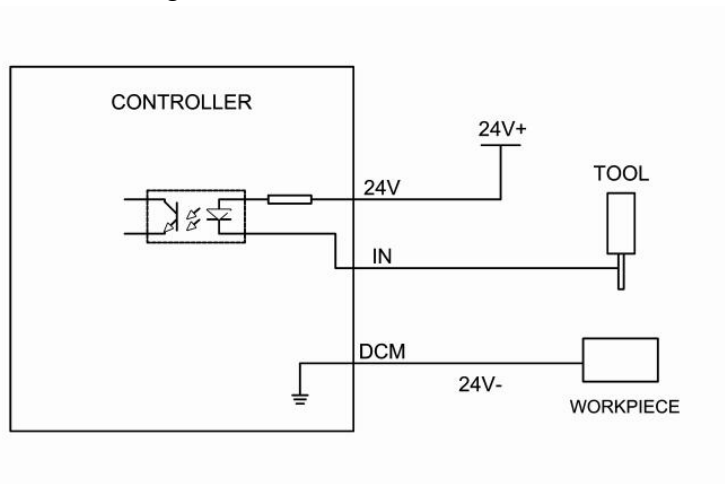 CONTROLLER
24V+
TOOL
24V
IN
DCM
24V-
WORKPIECE